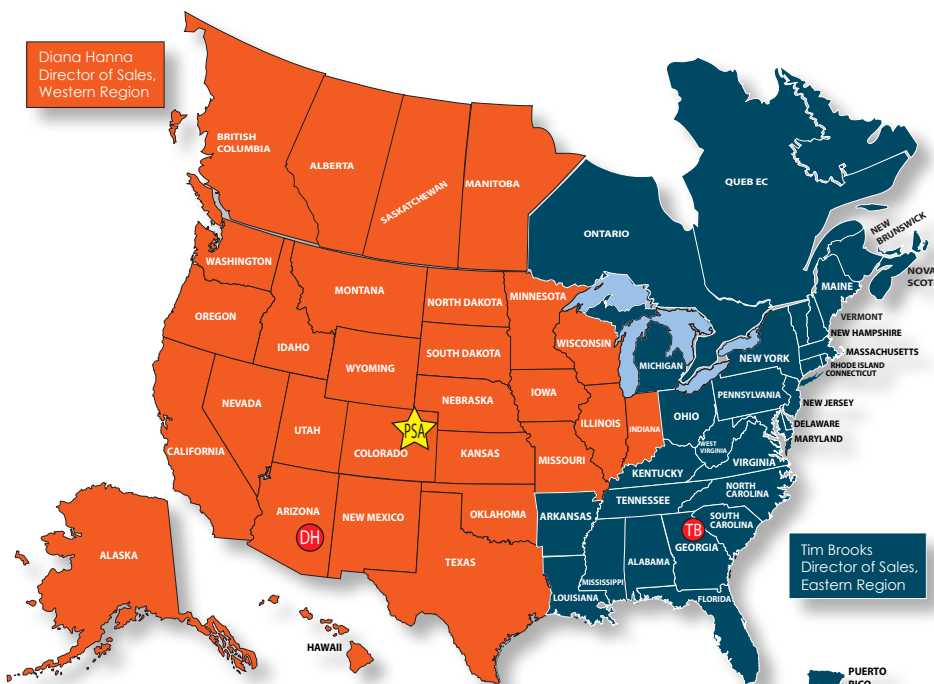 Diana Hanna
Director of Sales,
Western Region
BRITISH
COLUMBIA
ALBERTA
SASKATCHEWAN
MANITOBA
ONTARIO
QUEB EC
NEW
BRUNSWICK
NOVA
SCOT
MAINE
WASHINGTON
MONTANA
NORTH DAKOTA
MINNESOTA
OREGON
IDAHO
WYOMING
SOUTH DAKOTA
WISCONSIN
MICHIGAN
NEW YORK
VERMONT
NEW HAMPSHIRE
MASSACHUSETTS
RHODE ISLAND
CONNECTICUT
NEVADA
UTAH
NEBRASKA
IOWA
PENNSYLVANIA
NEW JERSEY
DELAWARE
MARYLAND
CALIFORNIA
COLORADO
PSA
KANSAS
MISSOURI
ILLINOIS
INDIANA
OHIO
WEST
VIRGINIA
VIRGINIA
KENTUCKY
TENNESSEE
NORTH
CAROLINA
SOUTH
CAROLINA
ARIZONA
DH
NEW MEXICO
OKLAHOMA
ARKANSAS
TEXAS
LOUISIANA
MISSISSIPPI
ALABAMA
TB
GEORGIA
FLORIDA
Tim Brooks
Director of Sales,
Eastern Region
ALASKA
HAWAII
PUERTO
RICO